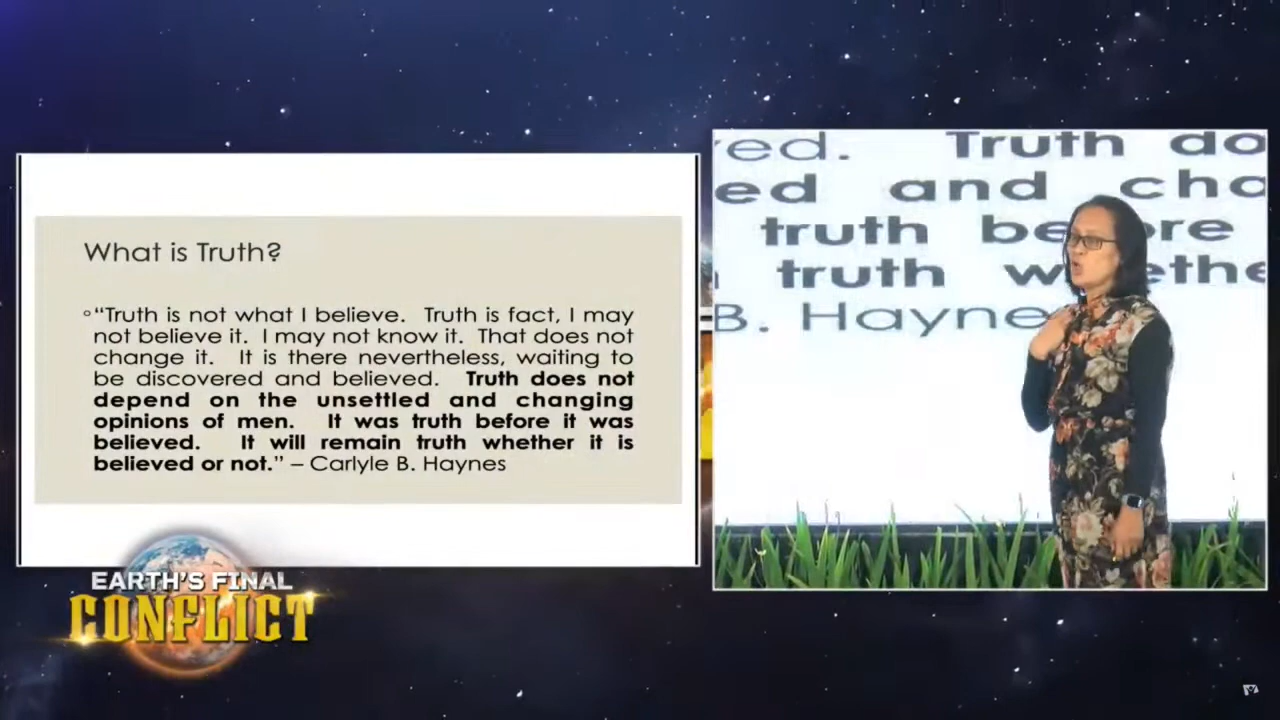 What is Truth?
°“Truth is not what I believe. Truth is fact, I may
not believe it. I may not know it. That does not
change it. It is there nevertheless, waiting to
be discovered and believed. Truth does not
depend on the unsettled and changing
opinions of men. It was truth before it was
believed. It will remain truth whether it is
believed or not.” – Carlyle B. Haynes
EARTH'S FINAL
CONFLICT
ed. Truth do
ed and cha
truth before
truth whethe
B. Hayne